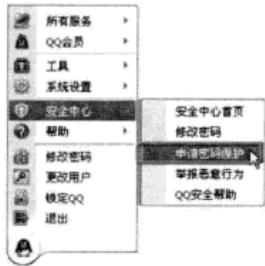 所有服务
QQ会员
工具
系统设置
安全中心
帮助
修改密码
更改用户
锁定QQ
退出
安全中心首页
修改密码
申请密码保护
举报恶意行为
QQ安全帮助